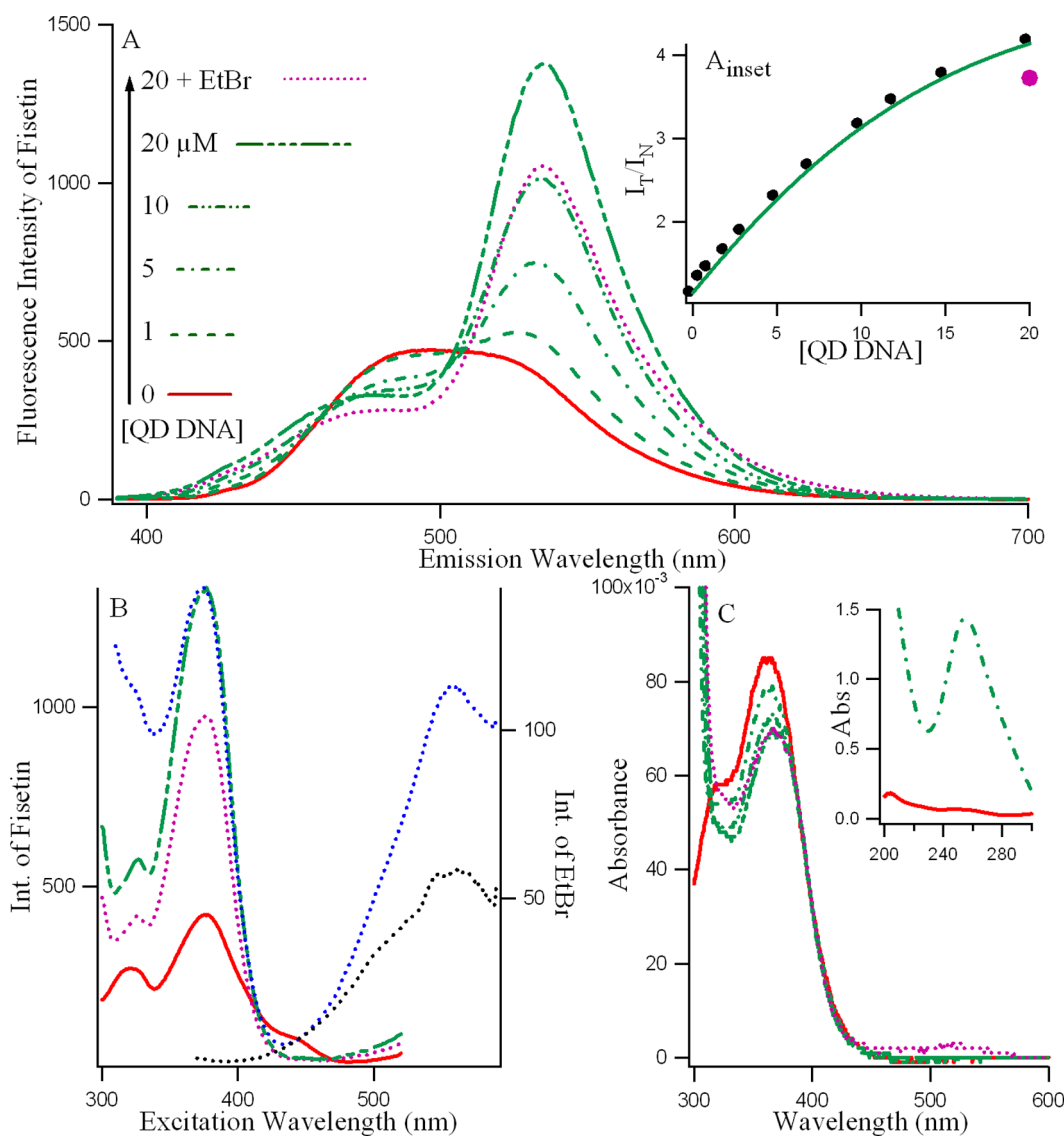 1500
A
20 + EtBr
20 µM
10
5
1
0
[QD DNA]
Fluorescence Intensity of Fisetin
1000
500
0
400
500
600
700
Emission Wavelength (nm)
A inset
4
I_T/I_N
2
0
5
10
15
20
[QD DNA]
B
1000
500
Int. of Fisetin
100
50
Int. of EtBr
300
400
500
Excitation Wavelength (nm)
100x10⁻³
C
80
60
40
20
0
Absorbance
300
400
500
600
Wavelength (nm)
1.5
1.0
0.5
0.0
Abs
200
240
280